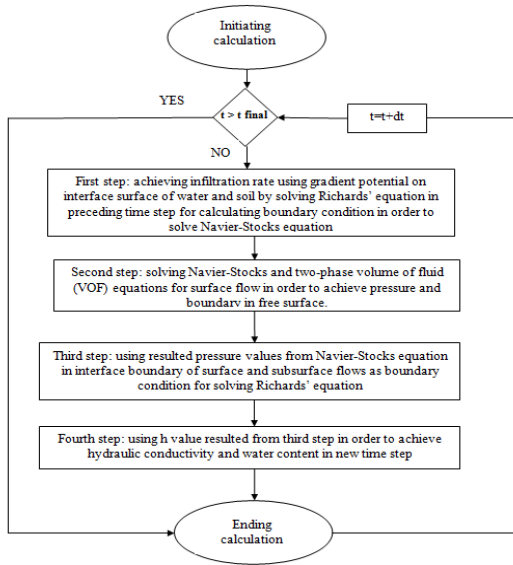 Initiating
calculation
YES
t > t final
t=t+dt
NO
First step: achieving infiltration rate using gradient potential on
interface surface of water and soil by solving Richards' equation in
preceding time step for calculating boundary condition in order to
solve Navier-Stocks equation
Second step: solving Navier-Stocks and two-phase volume of fluid
(VOF) equations for surface flow in order to achieve pressure and
boundary in free surface.
Third step: using resulted pressure values from Navier-Stocks equation
in interface boundary of surface and subsurface flows as boundary
condition for solving Richards' equation
Fourth step: using h value resulted from third step in order to achieve
hydraulic conductivity and water content in new time step
Ending
calculation